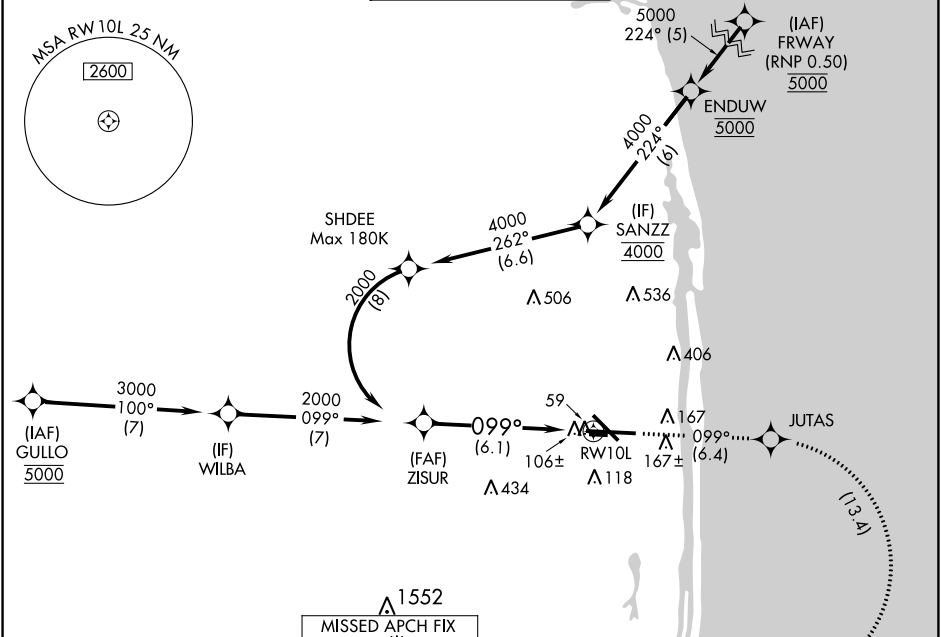 MSA RW 10L 25 NM
2600
5000
224° (5)
(IAF)
FRWAY
(RNP 0.50)
5000
ENDUW
5000
4000
224°
(6)
(IF)
SANZZ
4000
SHDEE
Max 180K
4000
262°
(6.6)
2000
(8)
506
536
406
3000
100°
(7)
(IAF)
GULLO
5000
2000
099°
(7)
(IF)
WILBA
099°
(6.1)
(FAF)
ZISUR
59
106±
RW10L
167
167±
099°
(6.4)
JUTAS
434
118
(13.4)
1552
MISSED APCH FIX